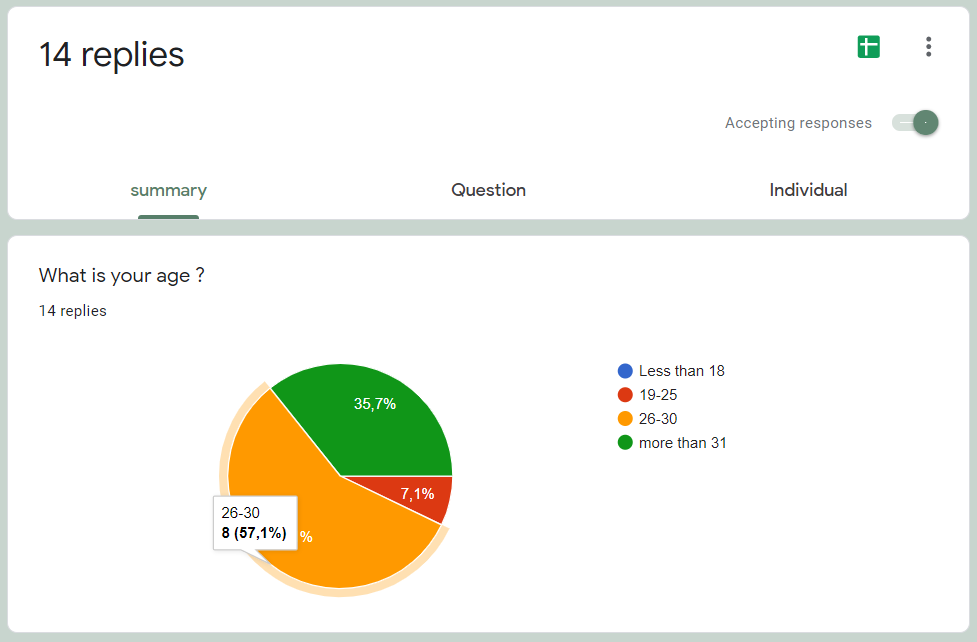 14 replies
Accepting responses
summary
Question
Individual
What is your age ?
14 replies
35,7%
7,1%
%
26-30
8 (57,1%)
Less than 18
19-25
26-30
more than 31